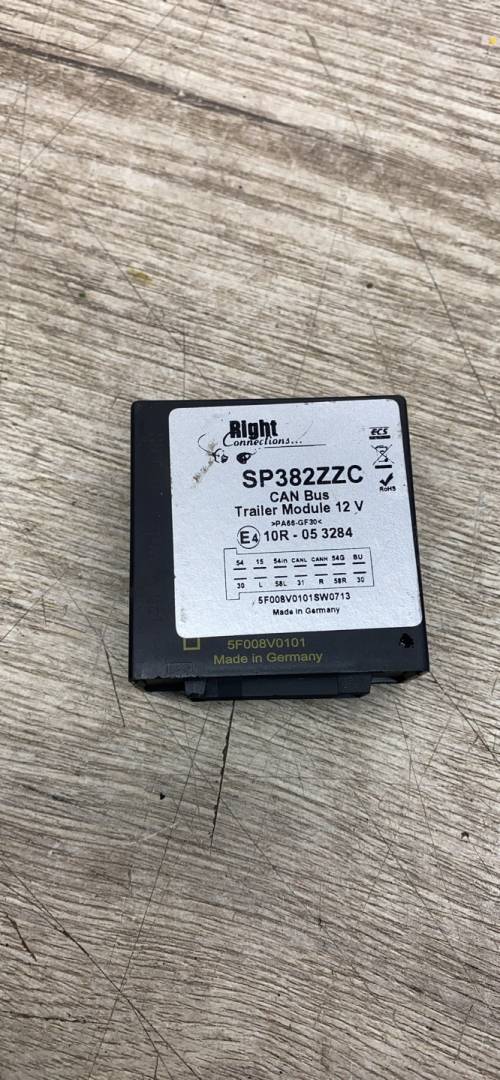 Right
Connections...
ECS
SP382ZZC
CAN Bus
Trailer Module 12 V
RoHS
>PA66-GF30<
E4 10R - 05 3284
54 15 54in CANL CANH 54G BU
30 L 58L 31 R 58R 30
5F008V0101SW0713
Made in Germany
5F008V0101
Made in Germany